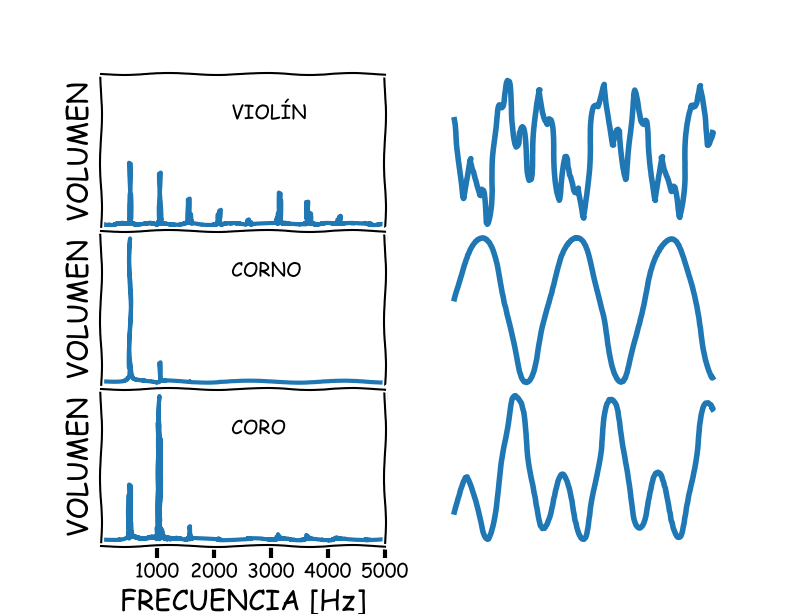 VOLUMEN
VIOLÍN
VOLUMEN
CORNO
VOLUMEN
CORO
1000 2000 3000 4000 5000
FRECUENCIA [Hz]